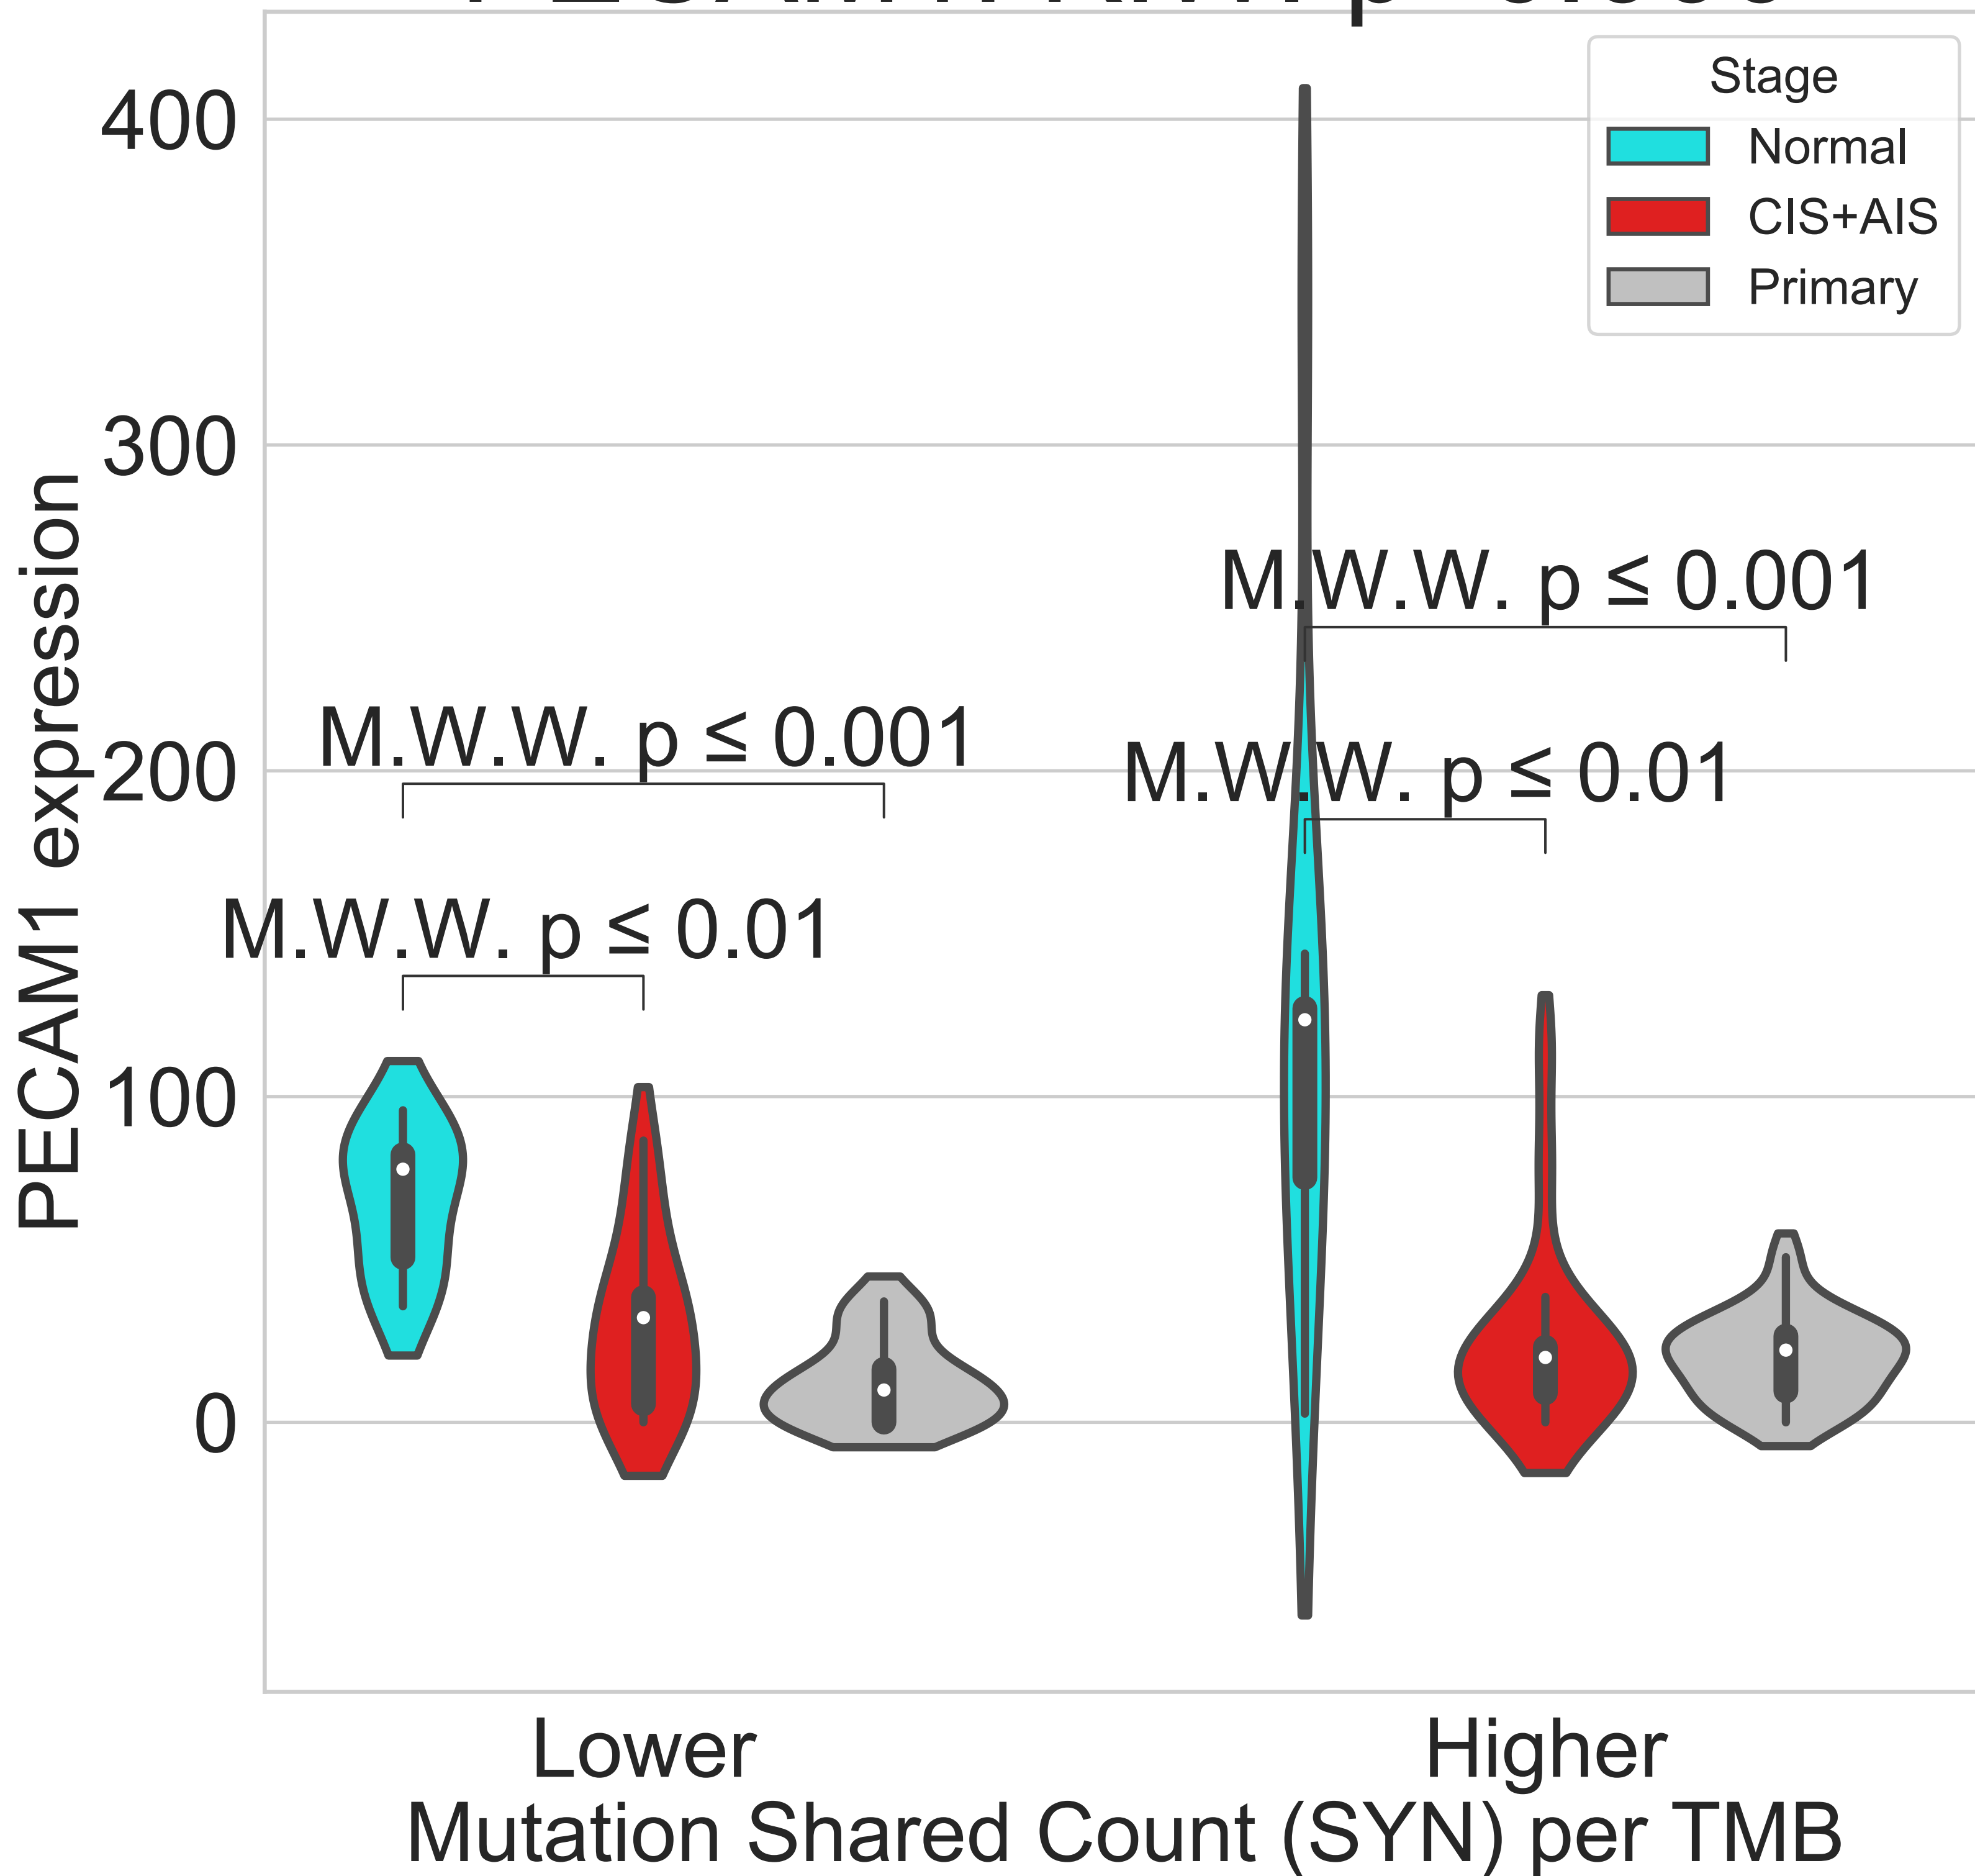 Stage
Normal
CIS+AIS
Primary
400
300
200
100
0
PECAM1 expression
M.W.W. p ≤ 0.001
M.W.W. p ≤ 0.001
M.W.W. p ≤ 0.01
M.W.W. p ≤ 0.01
Lower
Higher
Mutation Shared Count (SYN) per TMB